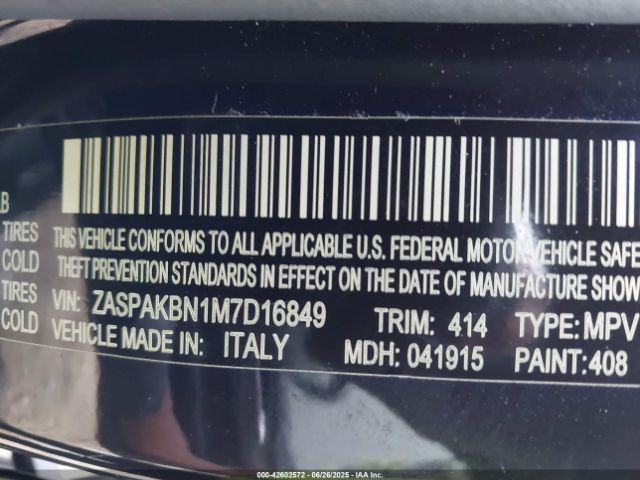 LB
TIRES THIS VEHICLE CONFORMS TO ALL APPLICABLE U.S. FEDERAL MOTOR VEHICLE SAFE
COLD THEFT PREVENTION STANDARDS IN EFFECT ON THE DATE OF MANUFACTURE SHOW
TIRES VIN: ZASPAKBN1M7D16849 TRIM: 414 TYPE: MPV
COLD VEHICLE MADE IN: ITALY MDH: 041915 PAINT: 408
00-42602572 - 06/26/2025 - IAA Inc.